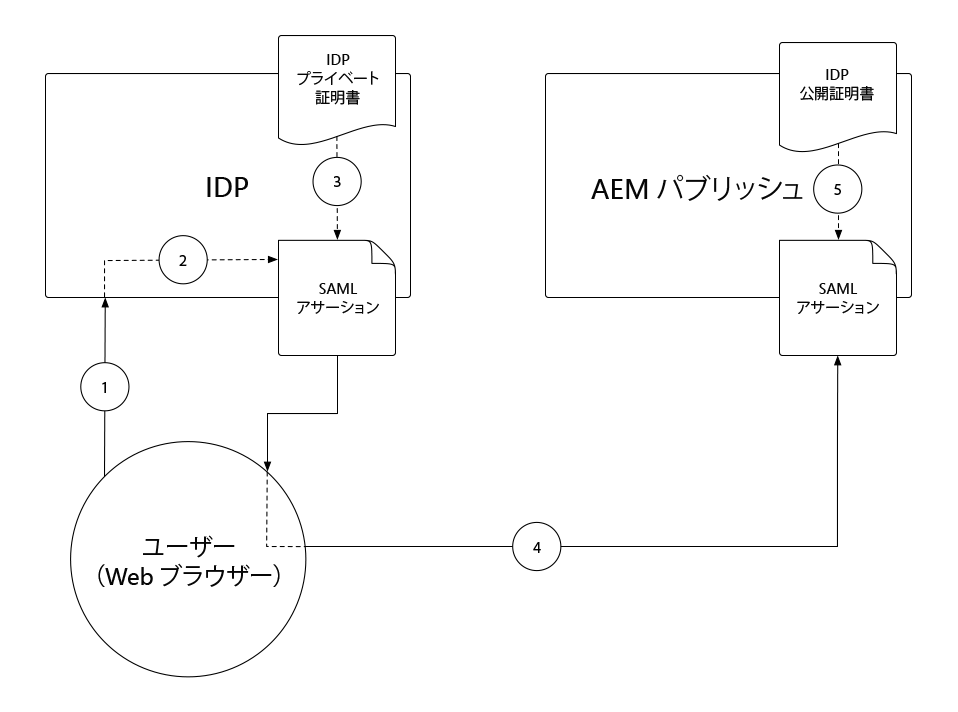 IDP
プライベート
証明書
IDP
公開証明書
3
IDP
AEM パブリッシュ
5
2
SAML
アサーション
SAML
アサーション
1
ユーザー
（Web ブラウザー）
4